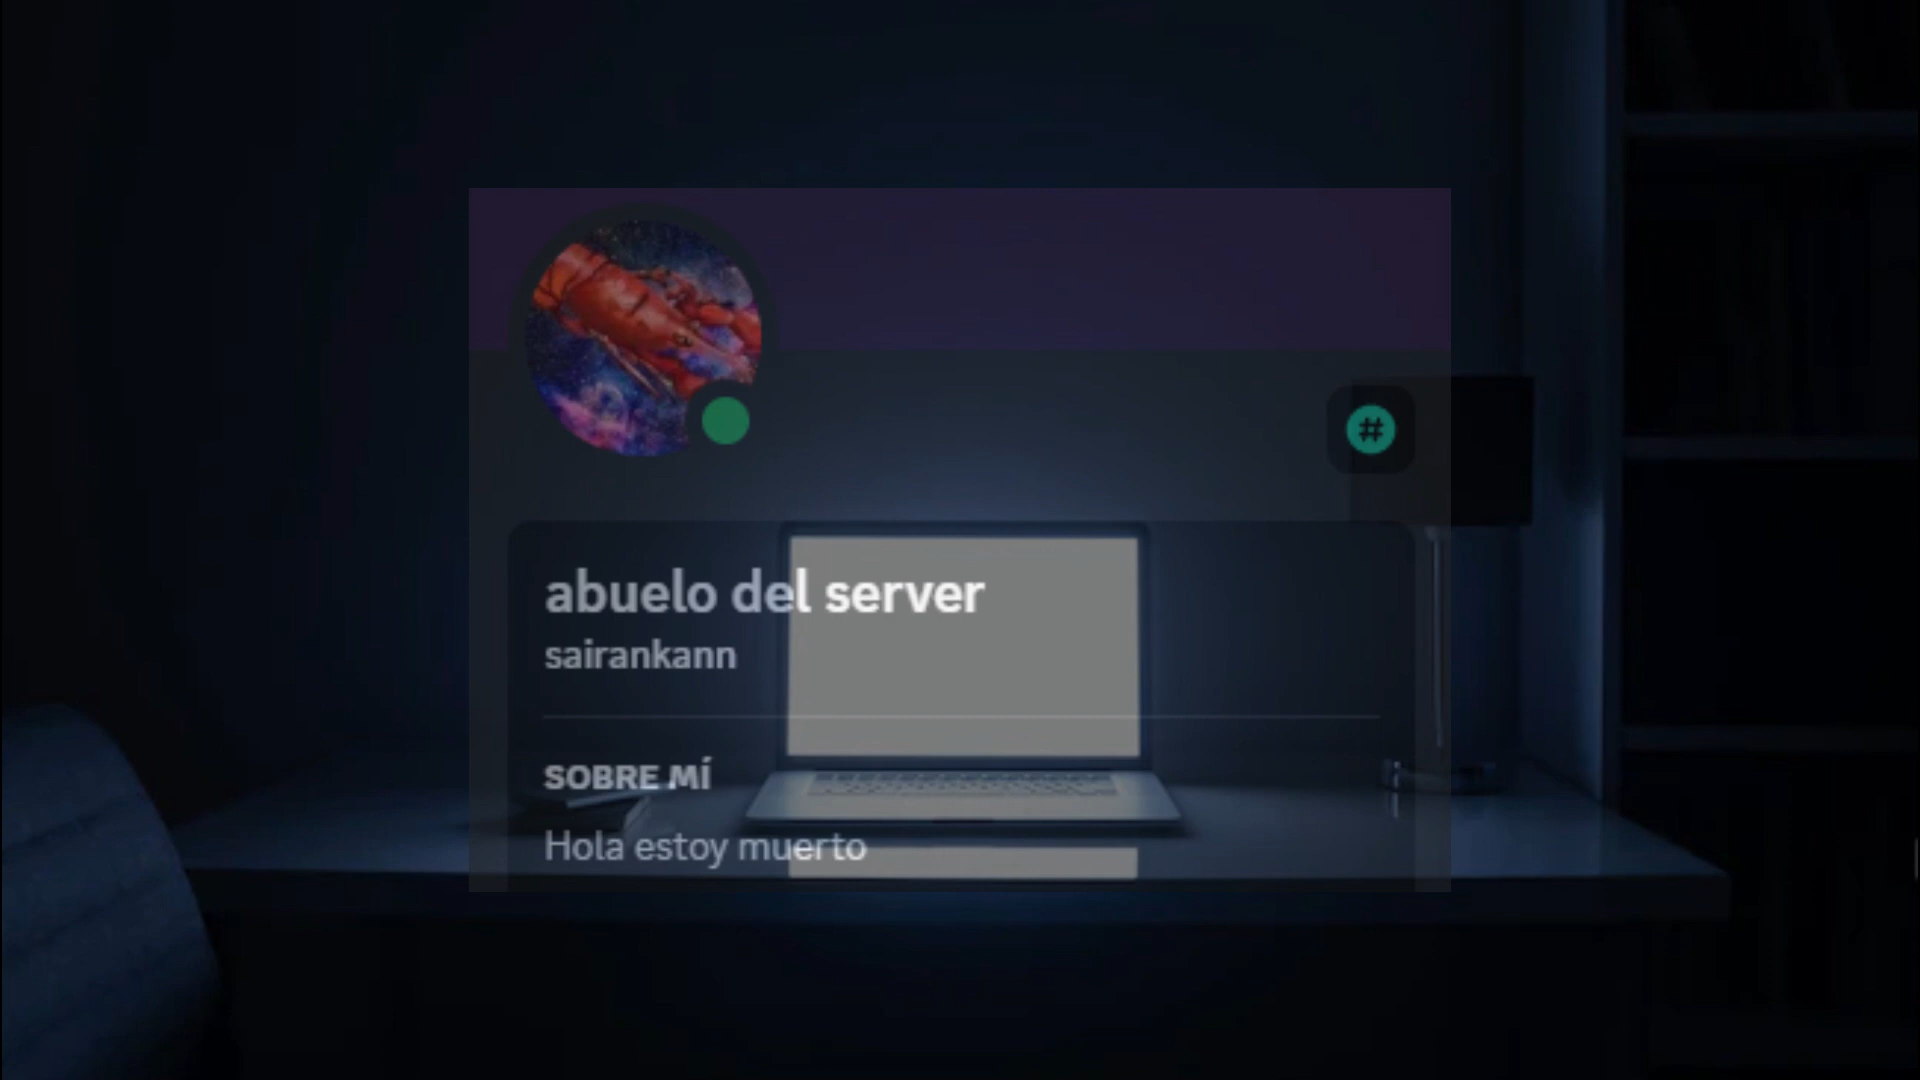 #
abuelo del server
sairankann
SOBRE MÍ
Hola estoy muerto